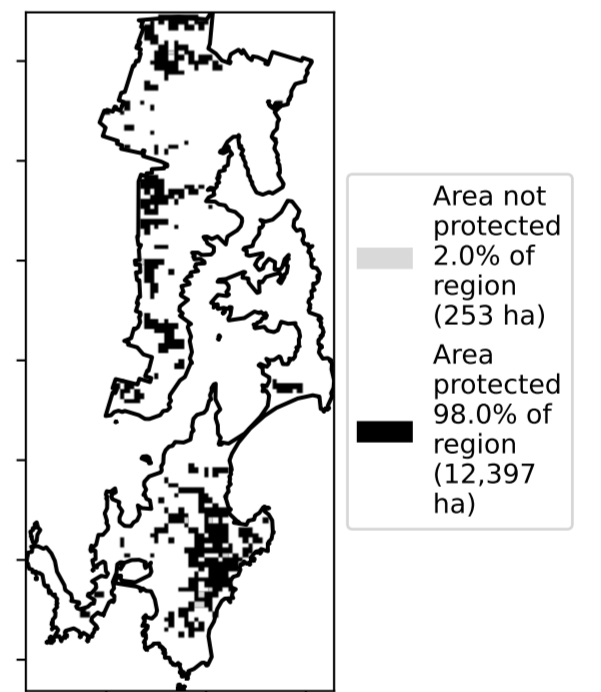 Area not
protected
2.0% of
region
(253 ha)
Area
protected
98.0% of
region
(12,397
ha)